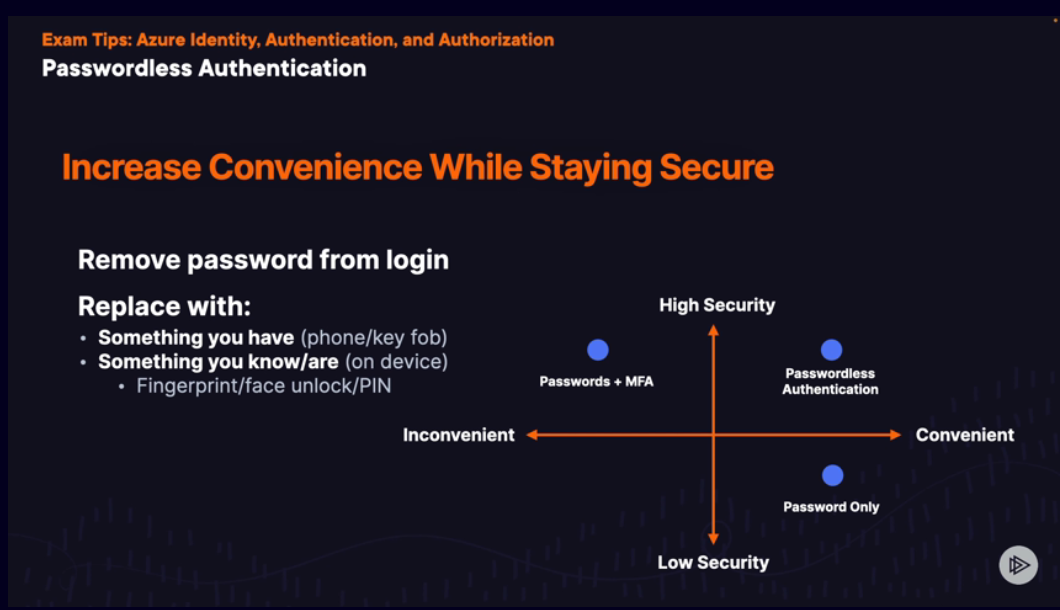 Exam Tips: Azure Identity, Authentication, and Authorization
Passwordless Authentication
Increase Convenience While Staying Secure
Remove password from login
Replace with:
• Something you have (phone/key fob)
• Something you know/are (on device)
• Fingerprint/face unlock/PIN
High Security
Passwords + MFA
Passwordless
Authentication
Inconvenient
Convenient
Password Only
Low Security